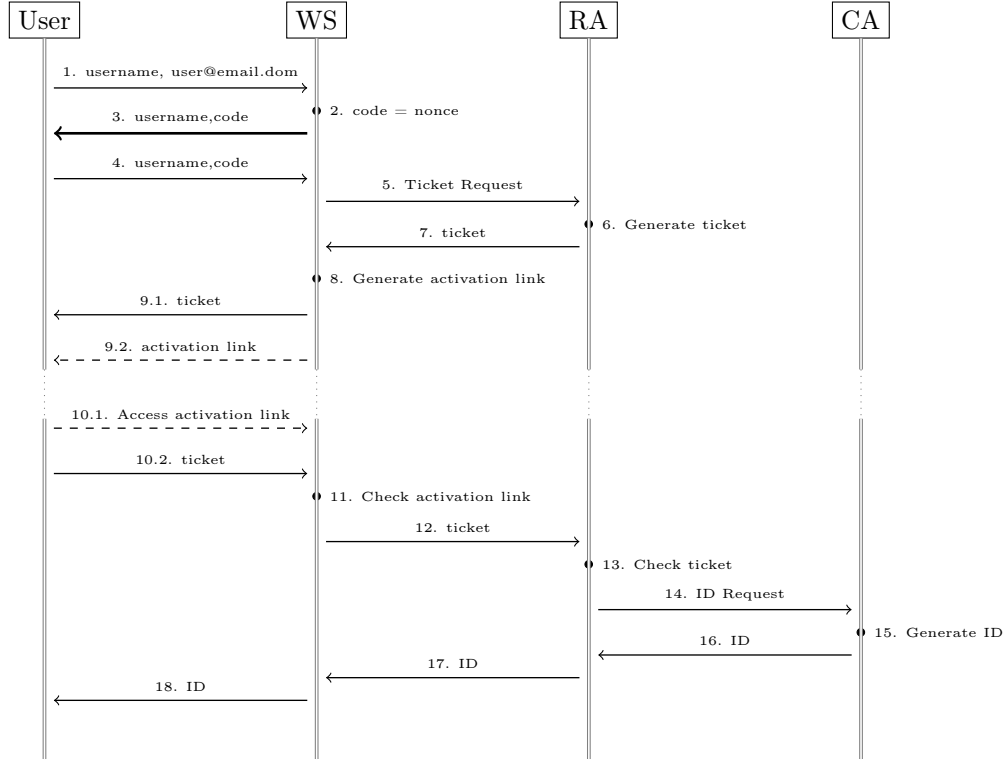 User WS RA CA
1. username, user@email.dom
2. code = nonce
3. username,code
4. username,code
5. Ticket Request
6. Generate ticket
7. ticket
8. Generate activation link
9.1. ticket
9.2. activation link
10.1. Access activation link
10.2. ticket
11. Check activation link
12. ticket
13. Check ticket
14. ID Request
15. Generate ID
16. ID
17. ID
18. ID